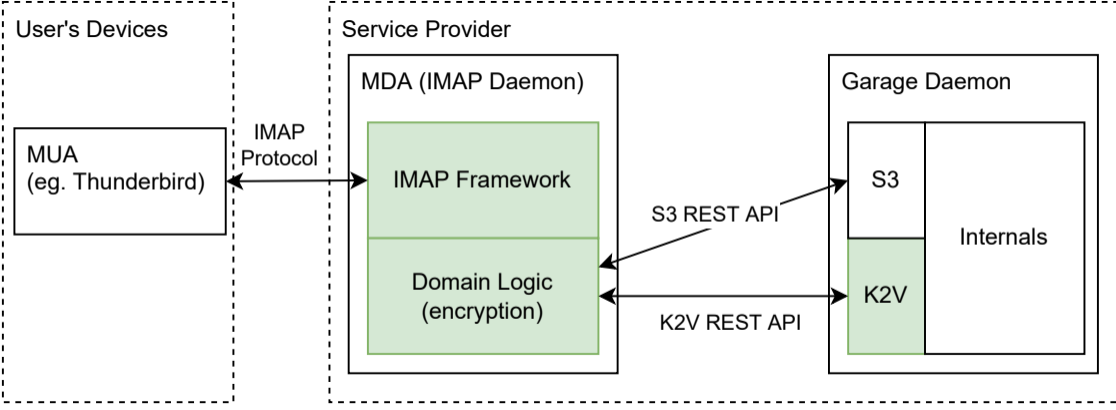 User's Devices
MUA
(eg. Thunderbird)
IMAP
Protocol
Service Provider
MDA (IMAP Daemon)
IMAP Framework
Domain Logic
(encryption)
S3 REST API
K2V REST API
Garage Daemon
S3
K2V
Internals